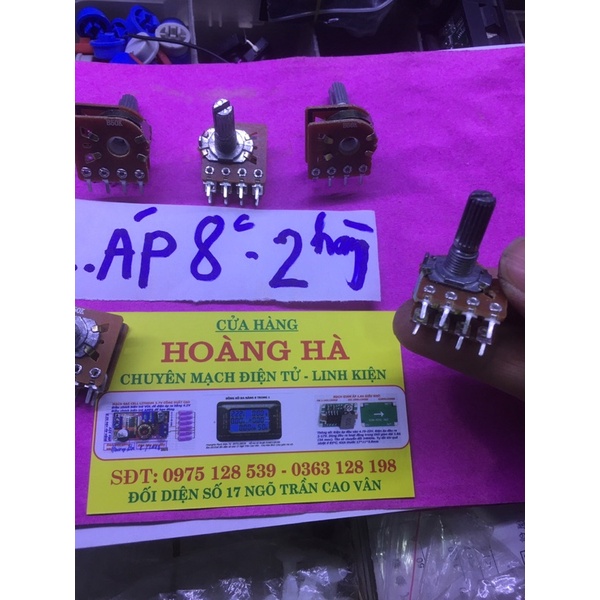 ..ÁP 8c - 2 hàng
CỬA HÀNG
HOÀNG HÀ
CHUYÊN MẠCH ĐIỆN TỬ - LINH KIỆN
SĐT: 0975 128 539 - 0363 128 198
ĐỐI DIỆN SỐ 17 NGÕ TRẦN CAO VÂN